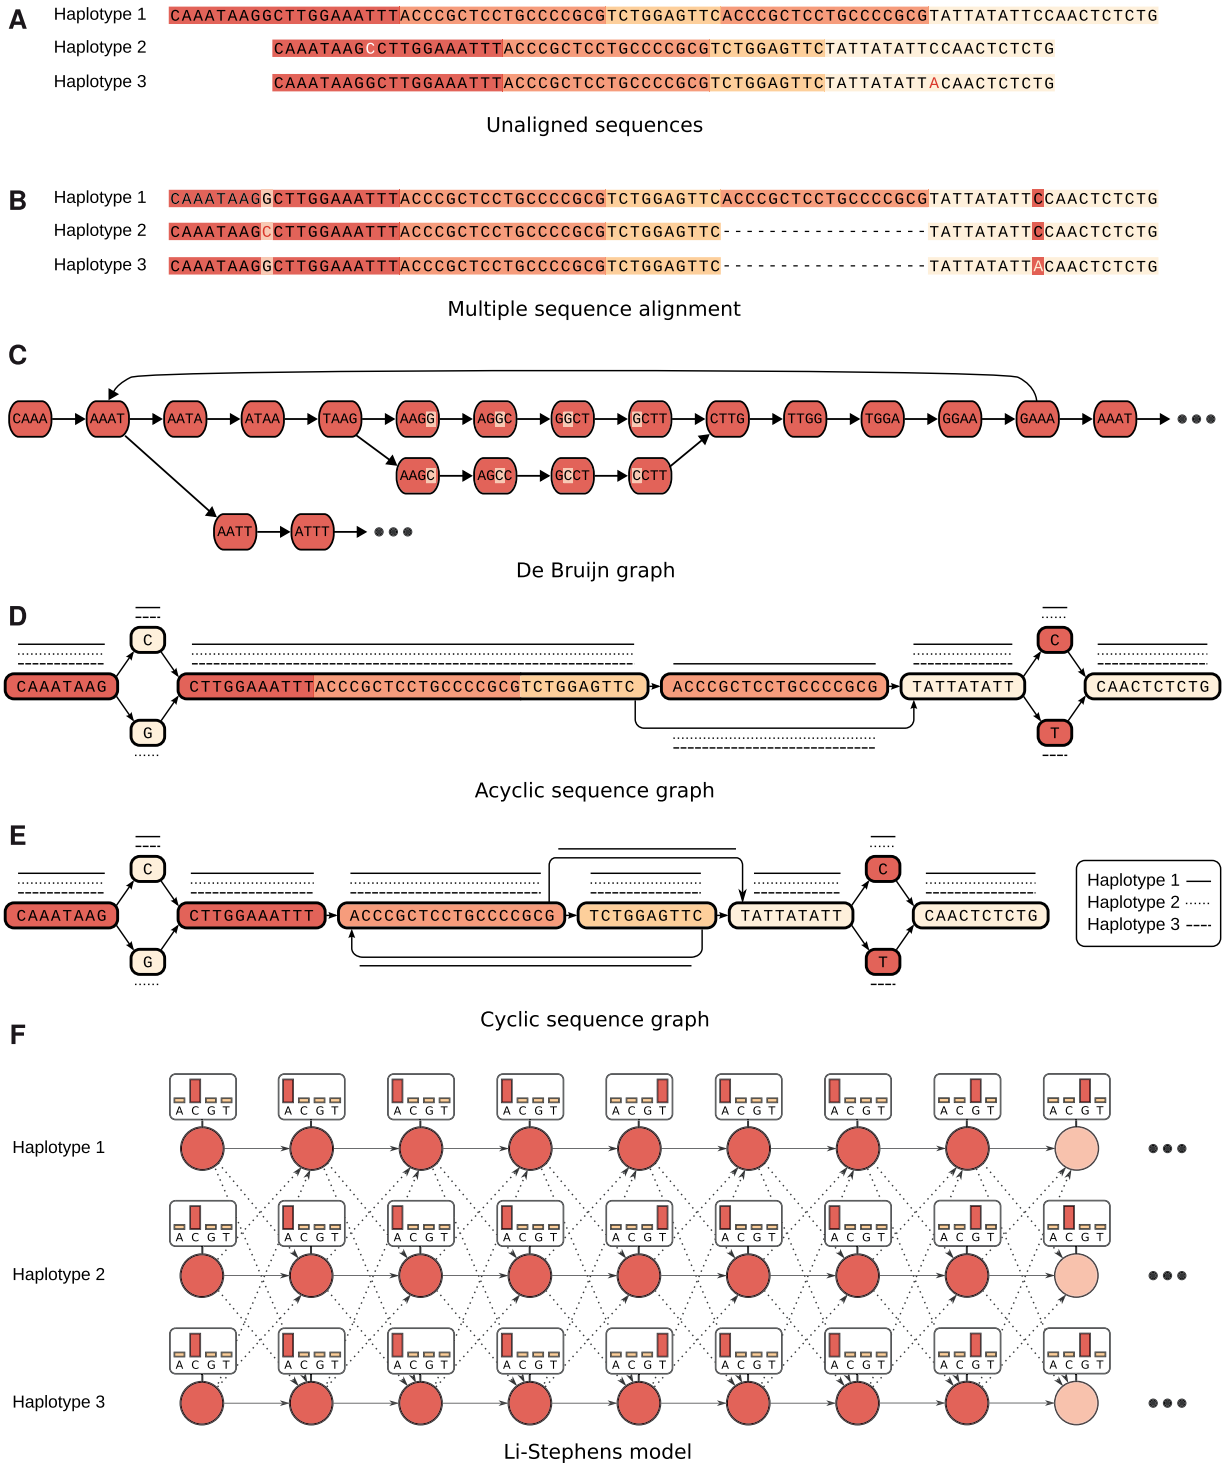 A
Haplotype 1 CAAATAAGGCTTGGAAATTTACCCGCTCCTGCCCCGCGTCTGGAGTTCACCCGCTCCTGCCCCGCGTATTATATTCCAACTCTCTG
Haplotype 2 CAAATAAGCCTTGGAAATTTACCCGCTCCTGCCCCGCGTCTGGAGTTCTATTATATTCCAACTCTCTG
Haplotype 3 CAAATAAGGCTTGGAAATTTACCCGCTCCTGCCCCGCGTCTGGAGTTCTATTATATTACAACTCTCTG
Unaligned sequences
B
Haplotype 1 CAAATAAGGCTTGGAAATTTACCCGCTCCTGCCCCGCGTCTGGAGTTCACCCGCTCCTGCCCCGCGTATTATATTCCAACTCTCTG
Haplotype 2 CAAATAAGCCTTGGAAATTTACCCGCTCCTGCCCCGCGTCTGGAGTTC------------------TATTATATTCCAACTCTCTG
Haplotype 3 CAAATAAGGCTTGGAAATTTACCCGCTCCTGCCCCGCGTCTGGAGTTC------------------TATTATATTACAACTCTCTG
Multiple sequence alignment
C
CAAA AAAT AATA ATAA TAAG AAGG AGGC GGCT GCTT CTTG TTGG TGGA GGAA GAAA AAAT
AAGC AGCC GCCT CCTT
AATT ATTT
De Bruijn graph
D
C C
CAAATAAG CTTGGAAATTTACCCGCTCCTGCCCCGCGTCTGGAGTTC ACCCGCTCCTGCCCCGCG TATTATATT CAACTCTCTG
G T
Acyclic sequence graph
E
C C
CAAATAAG CTTGGAAATTT ACCCGCTCCTGCCCCGCG TCTGGAGTTC TATTATATT CAACTCTCTG
G T
Haplotype 1
Haplotype 2
Haplotype 3
Cyclic sequence graph
F
A C G T A C G T A C G T A C G T A C G T A C G T A C G T A C G T A C G T
Haplotype 1
A C G T A C G T A C G T A C G T A C G T A C G T A C G T A C G T A C G T
Haplotype 2
A C G T A C G T A C G T A C G T A C G T A C G T A C G T A C G T A C G T
Haplotype 3
Li-Stephens model